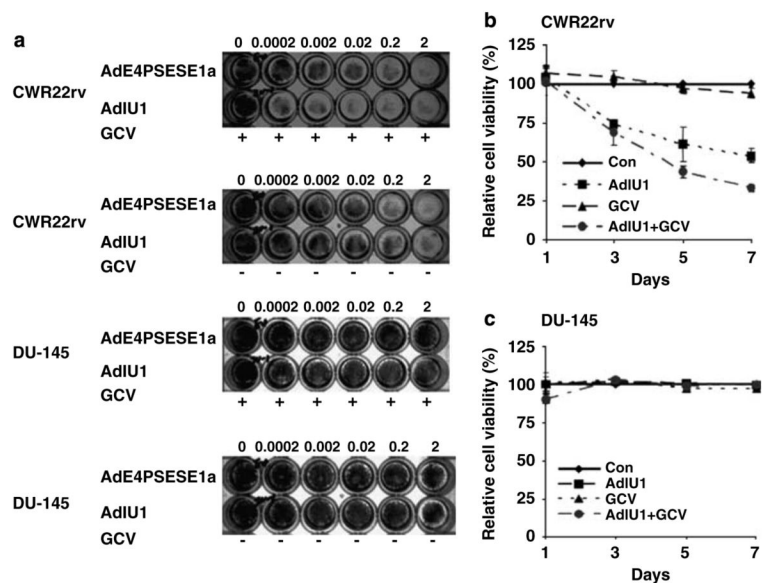 a
0 0.0002 0.002 0.02 0.2 2
AdE4PSESE1a
CWR22rv
AdIU1
GCV + + + + + +
0 0.0002 0.002 0.02 0.2 2
AdE4PSESE1a
CWR22rv
AdIU1
GCV - - - - - -
0 0.0002 0.002 0.02 0.2 2
AdE4PSESE1a
DU-145
AdIU1
GCV + + + + + +
0 0.0002 0.002 0.02 0.2 2
AdE4PSESE1a
DU-145
AdIU1
GCV - - - - - -
b CWR22rv
Relative cell viability (%)
125
100
75
50
25
0
Con
AdIU1
GCV
AdIU1+GCV
1 3 5 7
Days
c DU-145
Relative cell viability (%)
125
100
75
50
25
0
Con
AdIU1
GCV
AdIU1+GCV
1 3 5 7
Days